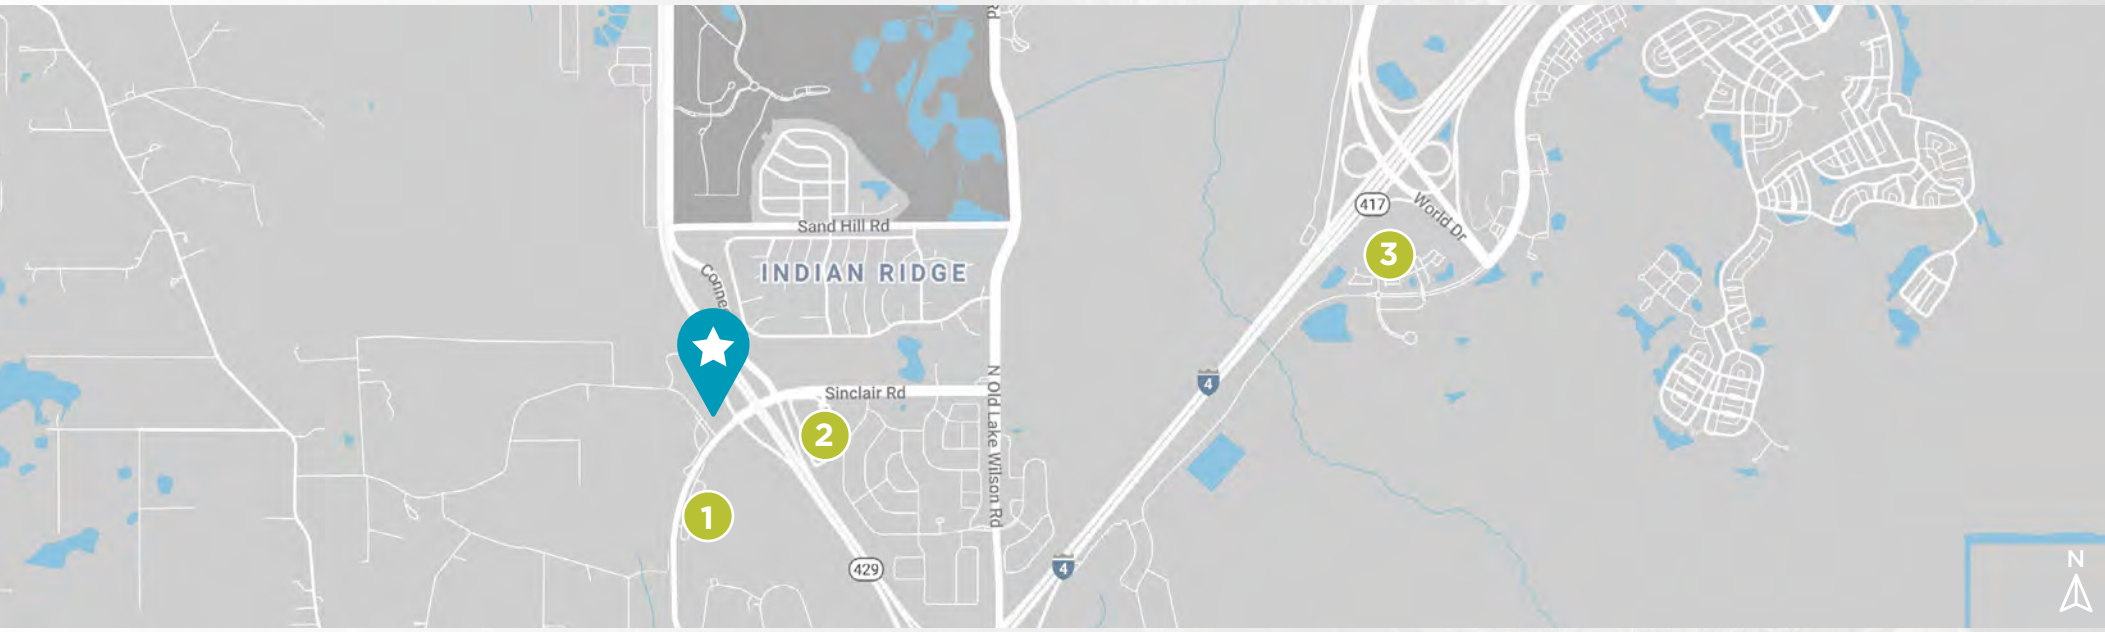 Rd
417
World Dr
Sand Hill Rd
3
INDIAN RIDGE
Conne
4
N Old Lake Wilson Rd
Sinclair Rd
2
1
429
4
N